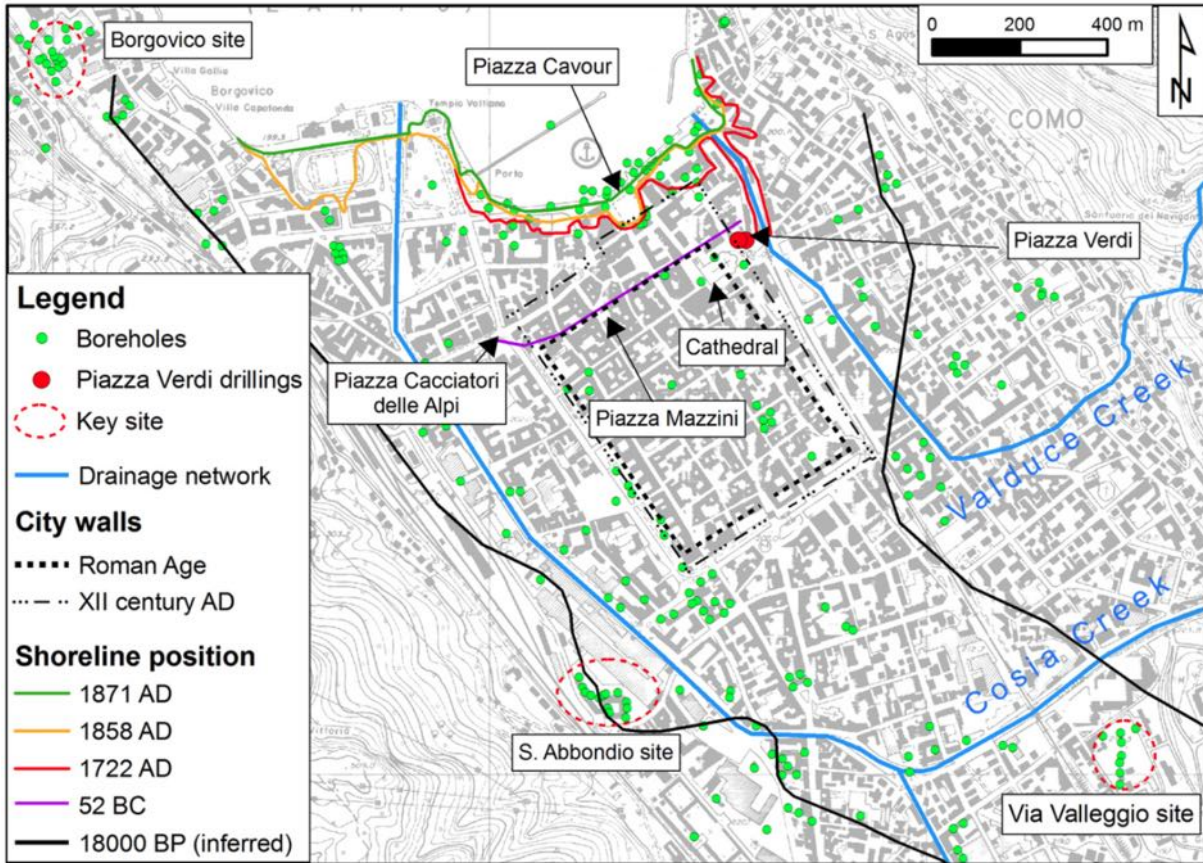 (LARIO)
Borgovico site
Villa Gallia
Borgovico
Villa Capelonda
Piazza Cavour
Tempio Voltiano
Porto
0 200 400 m
N
COMO
Piazza Verdi
Cathedral
Piazza Cacciatori
delle Alpi
Piazza Mazzini
Valduce Creek
Cosia Creek
S. Abbondio site
Via Valleggio site
Legend
Boreholes
Piazza Verdi drillings
Key site
Drainage network
City walls
Roman Age
XII century AD
Shoreline position
1871 AD
1858 AD
1722 AD
52 BC
18000 BP (inferred)